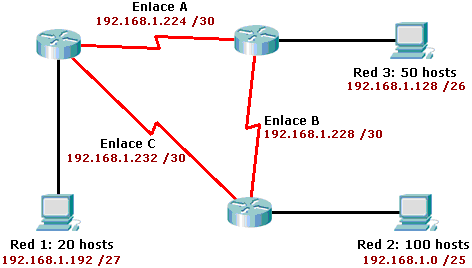 Enlace A
192.168.1.224 /30
Red 3: 50 hosts
192.168.1.128 /26
Enlace B
192.168.1.228 /30
Enlace C
192.168.1.232 /30
Red 1: 20 hosts
192.168.1.192 /27
Red 2: 100 hosts
192.168.1.0 /25